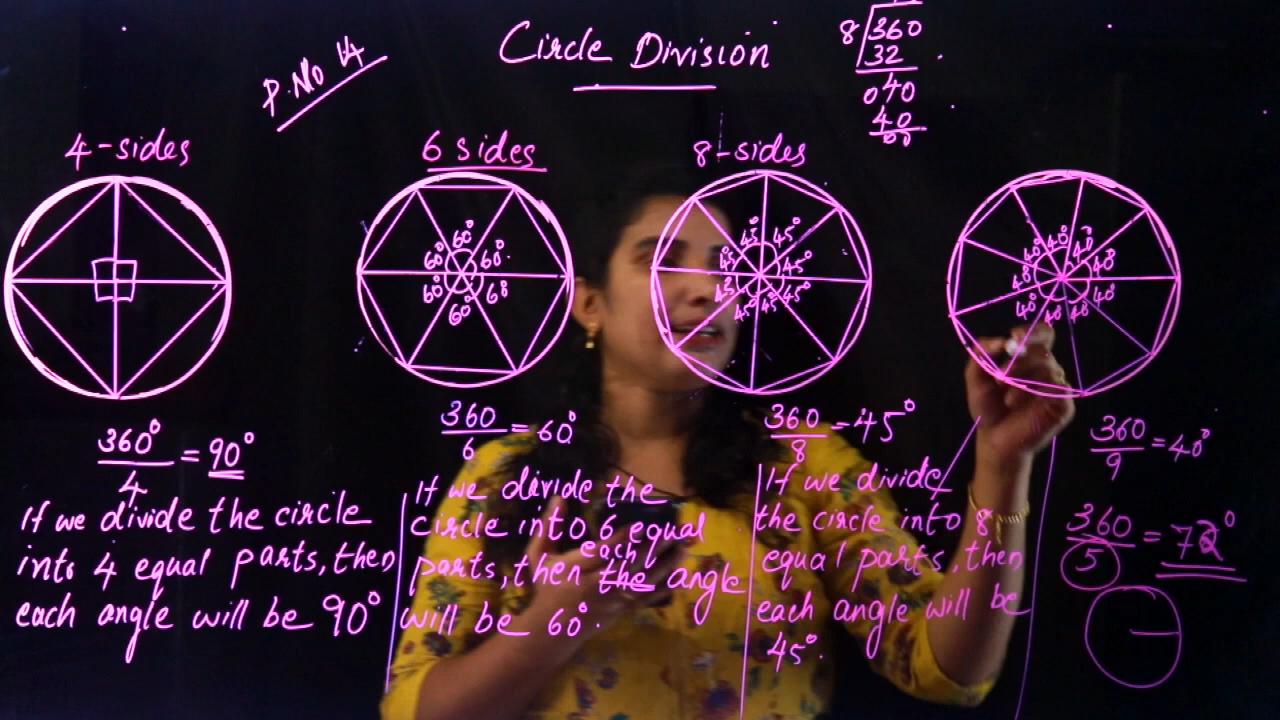 P.No 14
Circle Division
8 360
32
040
40
00
4-sides
6 sides
8-sides
60° 60° 60° 60° 60° 60°
45° 45° 45° 45° 45° 45° 45° 45°
40° 40° 40° 40° 40° 40° 40° 40° 40°
360°/4 = 90°
If we divide the circle
into 4 equal parts, then
each angle will be 90°
360/6 = 60°
If we divide the
circle into 6 equal
each
parts, then the angle
will be 60°.
360/8 = 45°
If we divide
the circle into 8
equal parts, then
each angle will be
45°.
360/9 = 40°
360/5 = 72°